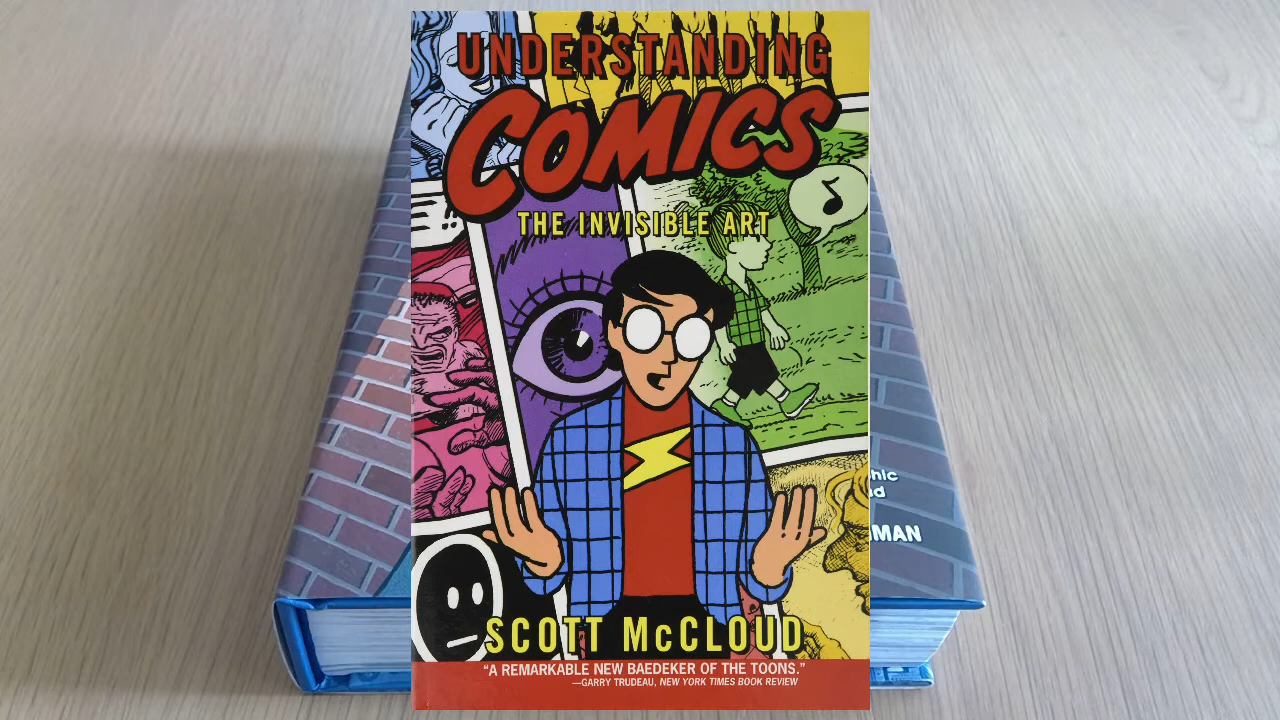 UNDERSTANDING
COMICS
THE INVISIBLE ART
SCOTT McCLOUD
“A REMARKABLE NEW BAEDEKER OF THE TOONS.”
—GARRY TRUDEAU, NEW YORK TIMES BOOK REVIEW